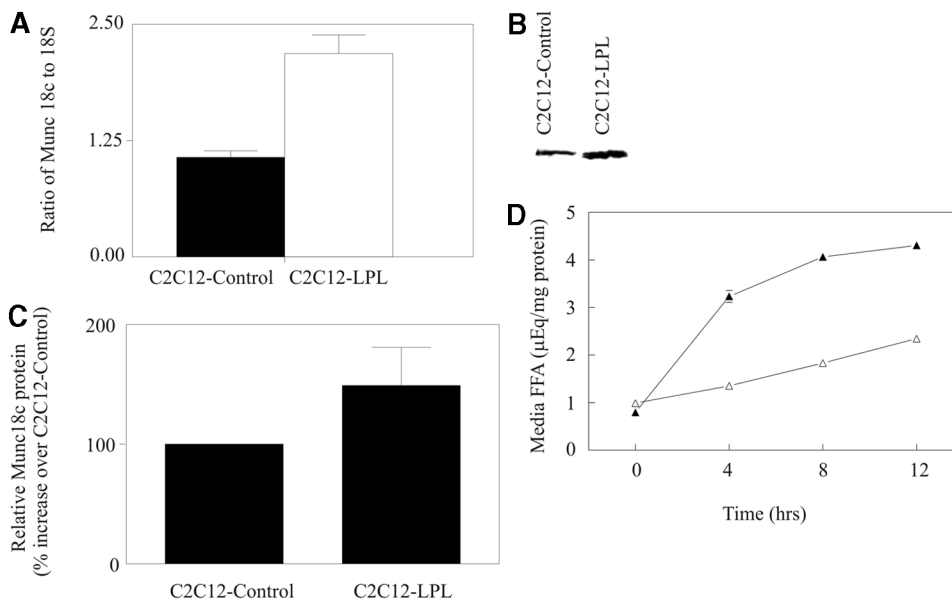 A
Ratio of Munc 18c to 18S
2.50
1.25
0.00
C2C12-Control
C2C12-LPL
B
C2C12-Control
C2C12-LPL
C
Relative Munc18c protein
(% increase over C2C12-Control)
200
100
0
C2C12-Control
C2C12-LPL
D
Media FFA (µEq/mg protein)
5
4
3
2
1
0
0
4
8
12
Time (hrs)